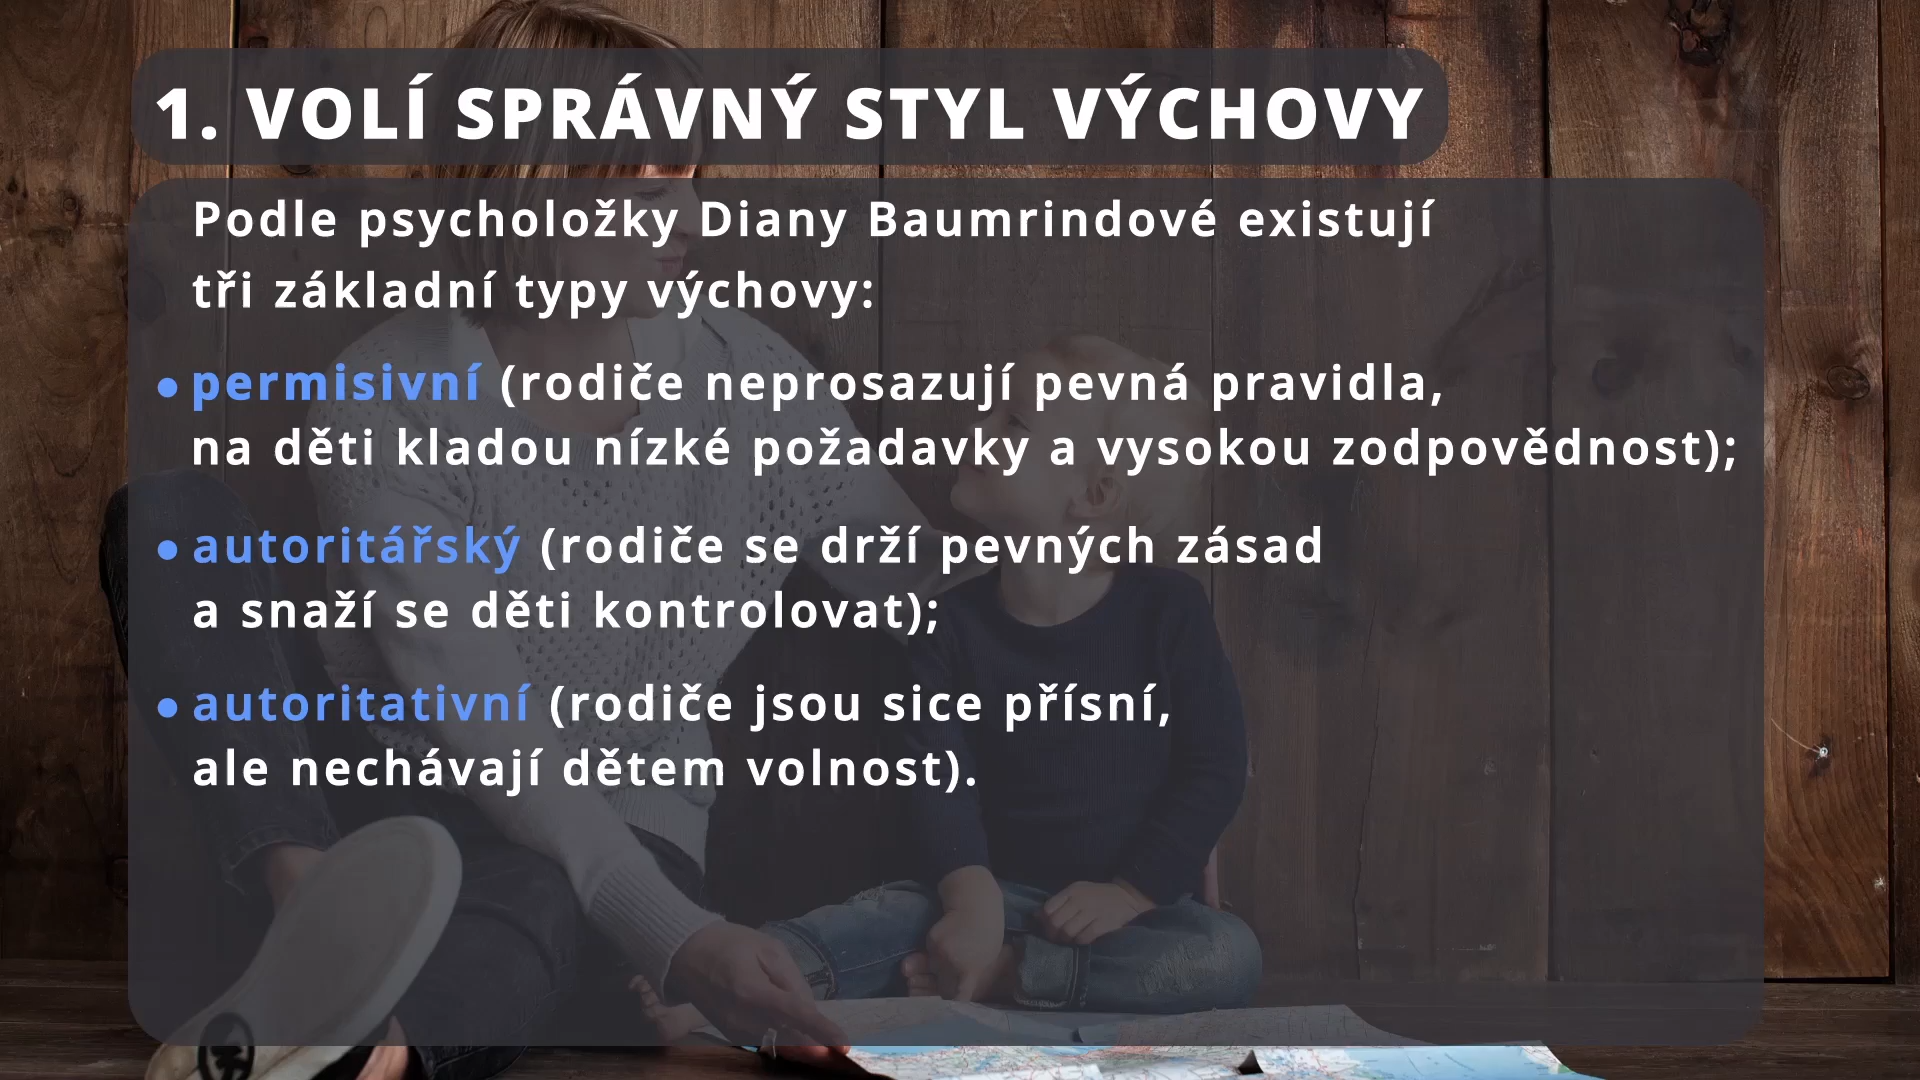 1. VOLÍ SPRÁVNÝ STYL VÝCHOVY
Podle psycholožky Diany Baumrindové existují
tři základní typy výchovy:
• permisivní (rodiče neprosazují pevná pravidla,
na děti kladou nízké požadavky a vysokou zodpovědnost);
• autoritářský (rodiče se drží pevných zásad
a snaží se děti kontrolovat);
• autoritativní (rodiče jsou sice přísní,
ale nechávají dětem volnost).